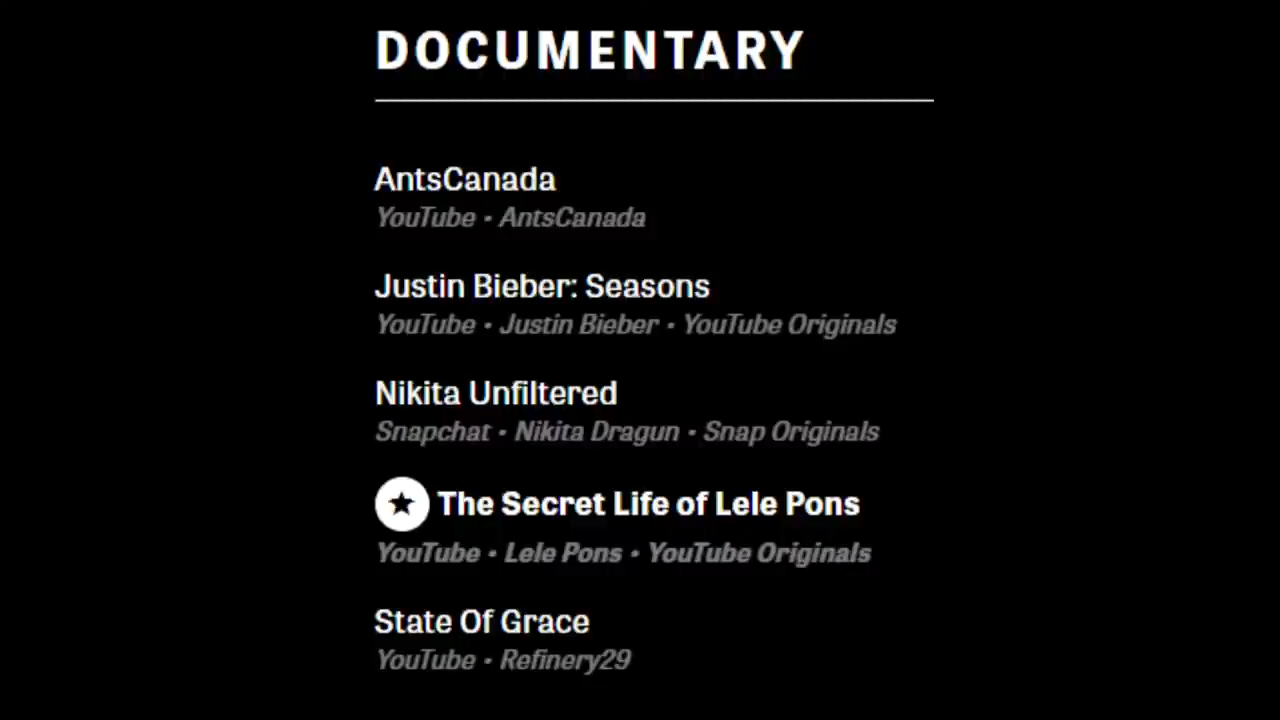 DOCUMENTARY
AntsCanada
YouTube • AntsCanada
Justin Bieber: Seasons
YouTube • Justin Bieber • YouTube Originals
Nikita Unfiltered
Snapchat • Nikita Dragun • Snap Originals
The Secret Life of Lele Pons
YouTube • Lele Pons • YouTube Originals
State Of Grace
YouTube • Refinery29